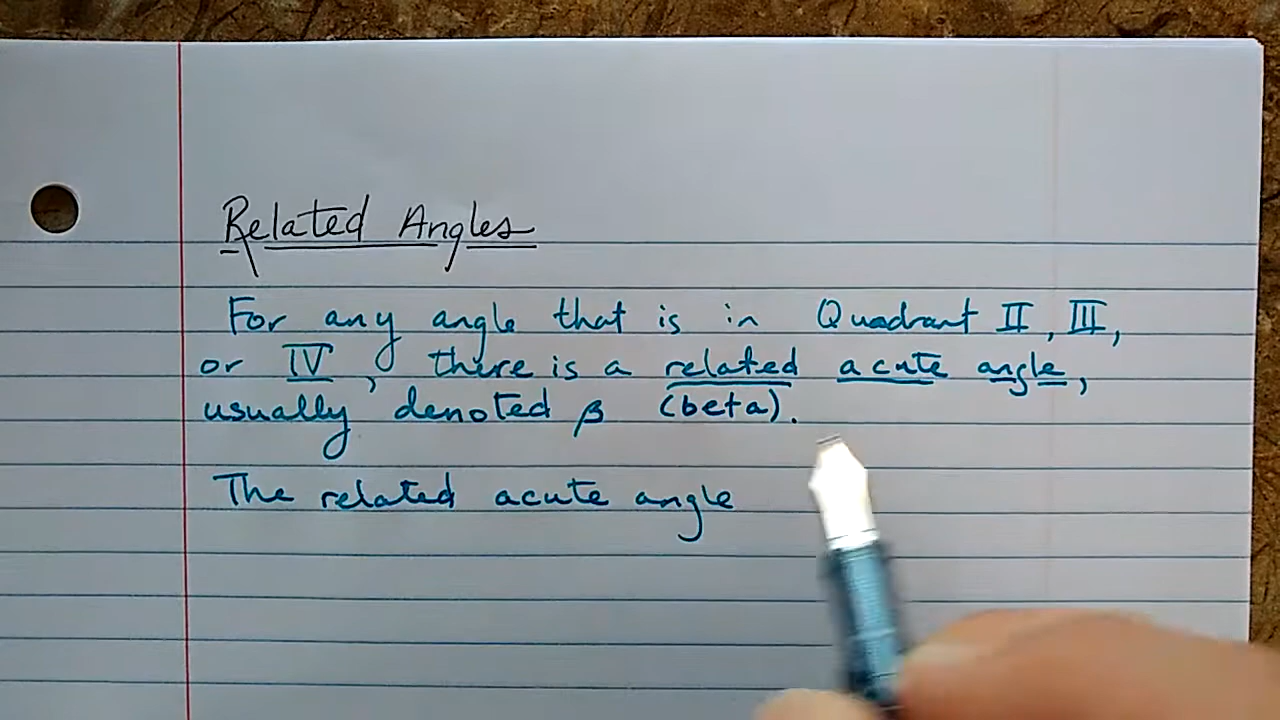 Related Angles
For any angle that is in Quadrant II, III,
or IV, there is a related acute angle,
usually denoted β (beta).
The related acute angle